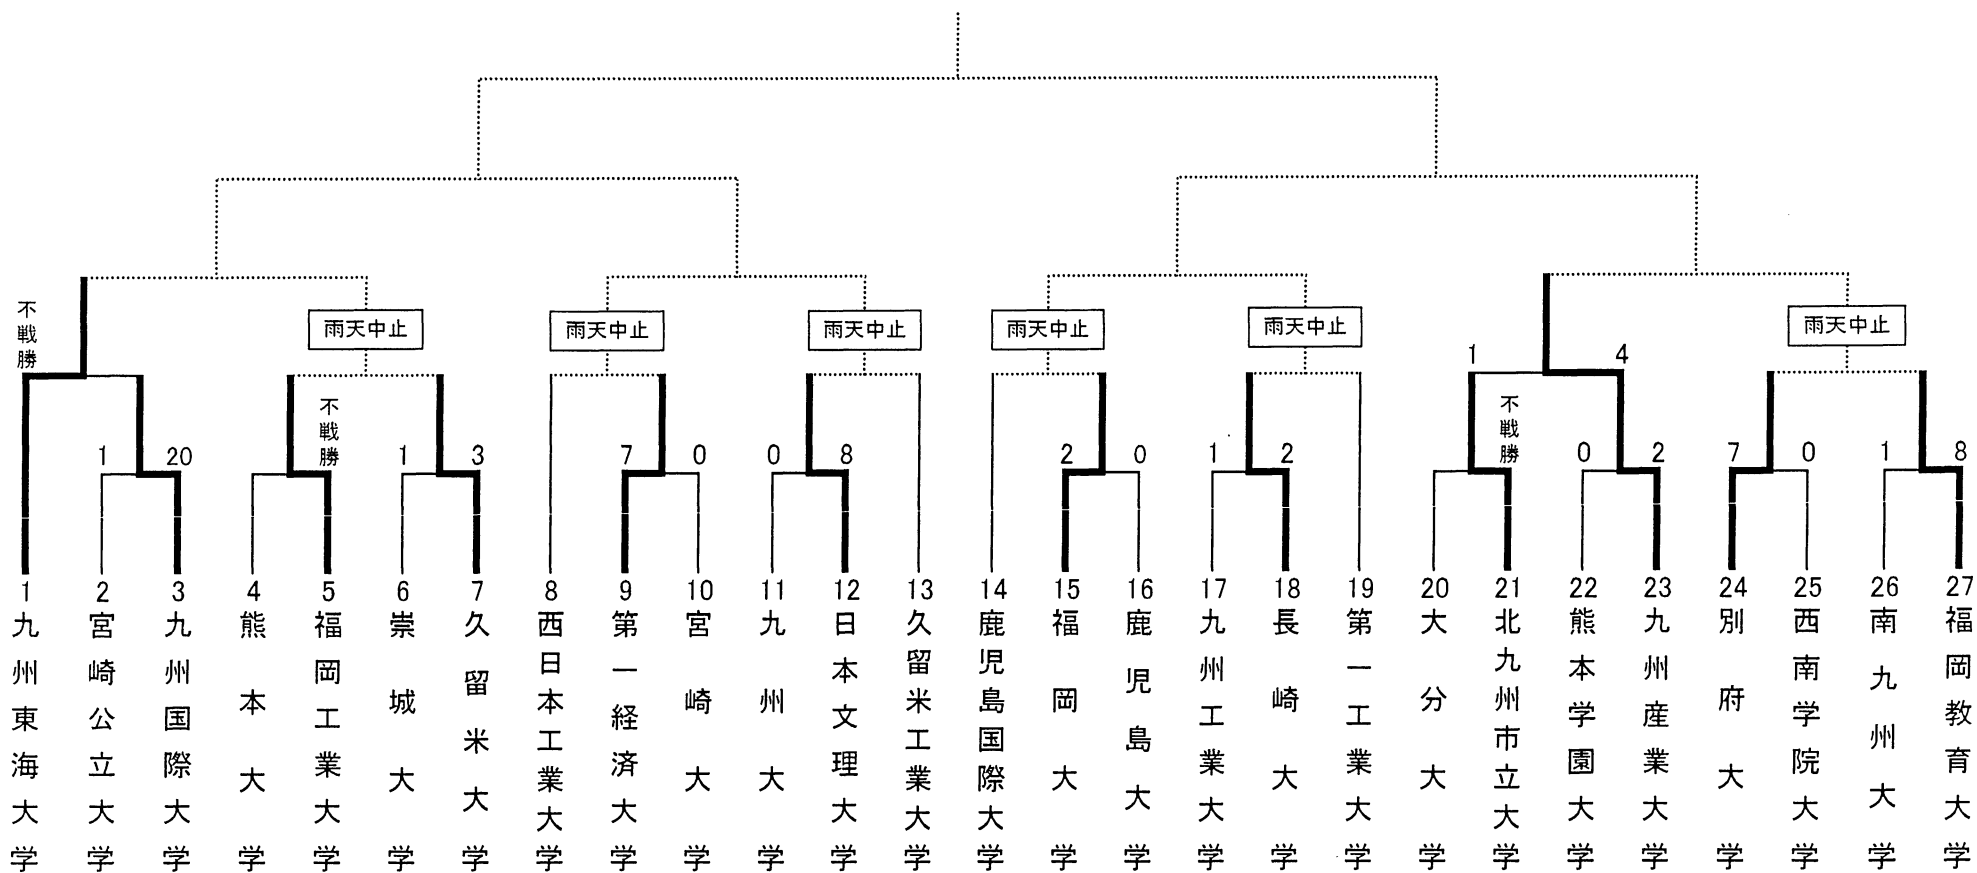 不戦勝
雨天中止
雨天中止
雨天中止
雨天中止
雨天中止
雨天中止
1 4
不戦勝
不戦勝
1 20
1 3
7 0
0 8
2 0
1 2
0 2
7 0
1 8
1 九州東海大学
2 宮崎公立大学
3 九州国際大学
4 熊本大学
5 福岡工業大学
6 崇城大学
7 久留米大学
8 西日本工業大学
9 第一経済大学
10 宮崎大学
11 九州大学
12 日本文理大学
13 久留米工業大学
14 鹿児島国際大学
15 福岡大学
16 鹿児島大学
17 九州工業大学
18 長崎大学
19 第一工業大学
20 大分大学
21 北九州市立大学
22 熊本学園大学
23 九州産業大学
24 別府大学
25 西南学院大学
26 南九州大学
27 福岡教育大学